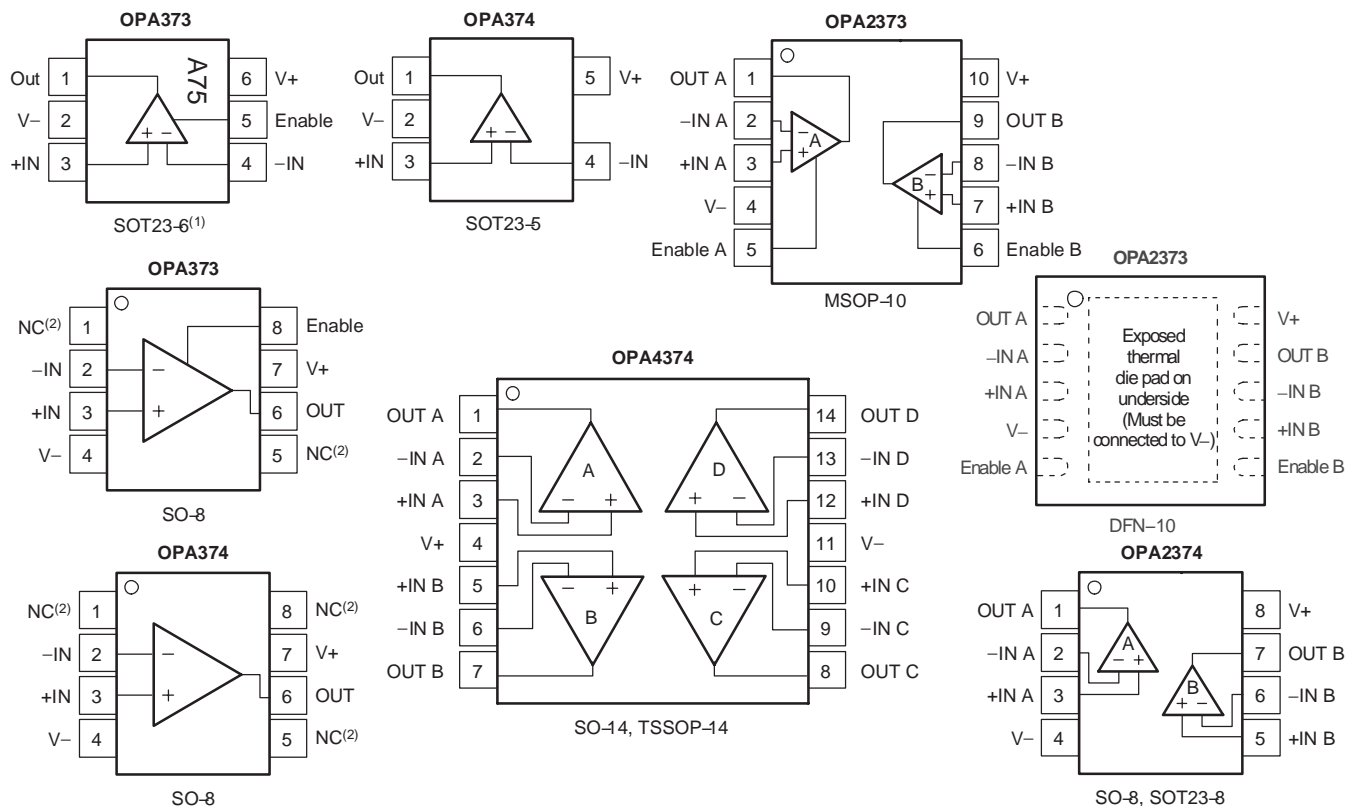 OPA373
A75
Out 1
V– 2
+IN 3
6 V+
5 Enable
4 –IN
+ –
SOT23–6(1)
OPA374
Out 1
V– 2
+IN 3
5 V+
4 –IN
+ –
SOT23–5
OPA2373
OUT A 1
–IN A 2
+IN A 3
V– 4
Enable A 5
10 V+
9 OUT B
8 –IN B
7 +IN B
6 Enable B
– + A
B – +
MSOP–10
OPA373
NC(2) 1
–IN 2
+IN 3
V– 4
8 Enable
7 V+
6 OUT
5 NC(2)
–
+
SO–8
OPA4374
OUT A 1
–IN A 2
+IN A 3
V+ 4
+IN B 5
–IN B 6
OUT B 7
14 OUT D
13 –IN D
12 +IN D
11 V–
10 +IN C
9 –IN C
8 OUT C
A D
– + + –
– + + –
B C
SO–14, TSSOP–14
OPA2373
OUT A
–IN A
+IN A
V–
Enable A
Exposed
thermal
die pad on
underside
(Must be
connected to V–)
V+
OUT B
–IN B
+IN B
Enable B
DFN–10
OPA374
NC(2) 1
–IN 2
+IN 3
V– 4
8 NC(2)
7 V+
6 OUT
5 NC(2)
–
+
SO–8
OPA2374
OUT A 1
–IN A 2
+IN A 3
V– 4
8 V+
7 OUT B
6 –IN B
5 +IN B
A
– +
B
+ –
SO–8, SOT23–8